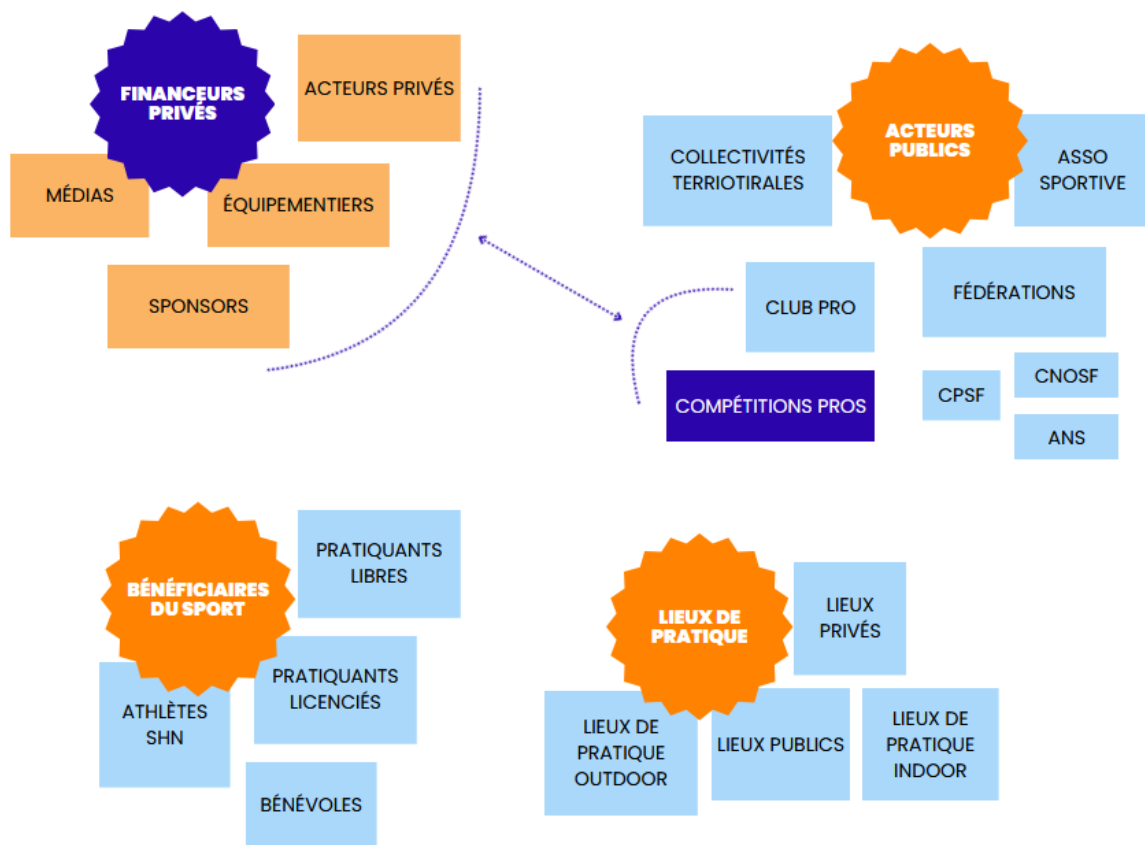 FINANCEURS
PRIVÉS
ACTEURS PRIVÉS
MÉDIAS
ÉQUIPEMENTIERS
SPONSORS
ACTEURS
PUBLICS
COLLECTIVITÉS
TERRIOTIRALES
ASSO
SPORTIVE
CLUB PRO
FÉDÉRATIONS
COMPÉTITIONS PROS
CPSF
CNOSF
ANS
BÉNÉFICIAIRES
DU SPORT
PRATIQUANTS
LIBRES
PRATIQUANTS
LICENCIÉS
ATHLÈTES
SHN
BÉNÉVOLES
LIEUX DE
PRATIQUE
LIEUX
PRIVÉS
LIEUX DE
PRATIQUE
OUTDOOR
LIEUX PUBLICS
LIEUX DE
PRATIQUE
INDOOR